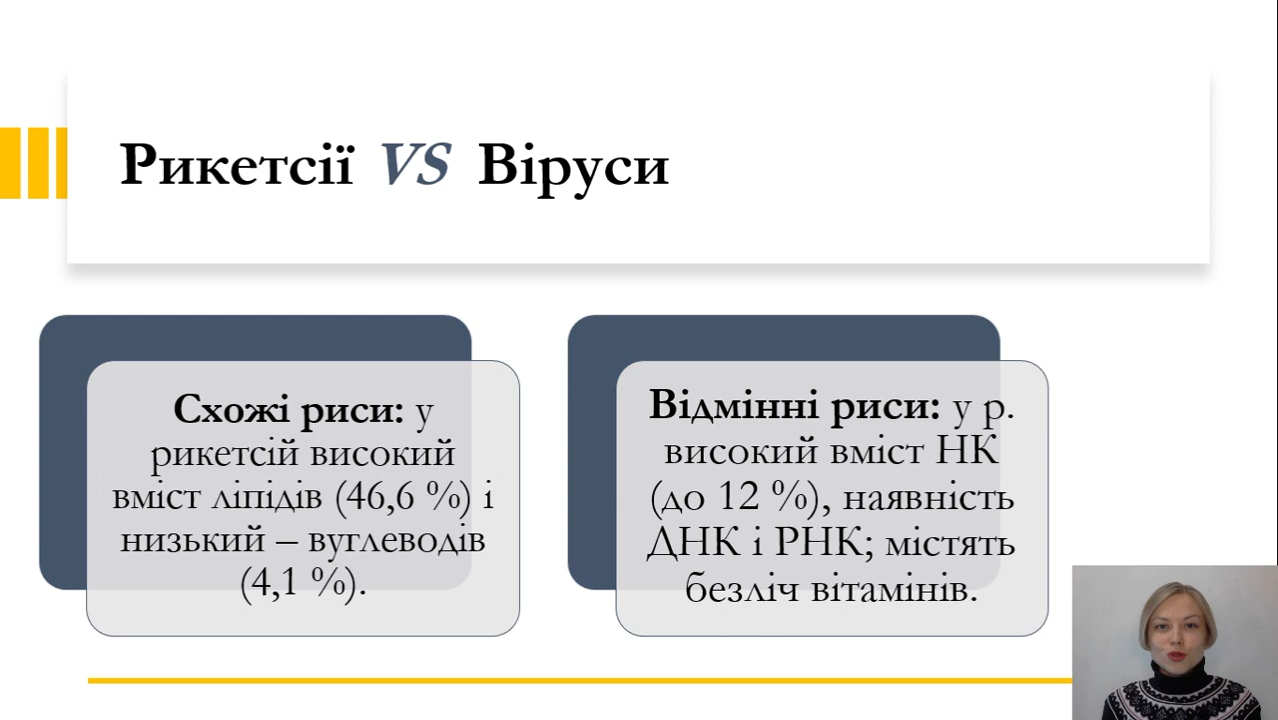 Рикетсії VS Віруси
Схожі риси: у
рикетсій високий
вміст ліпідів (46,6 %) і
низький – вуглеводів
(4,1 %).
Відмінні риси: у р.
високий вміст НК
(до 12 %), наявність
ДНК і РНК; містять
безліч вітамінів.